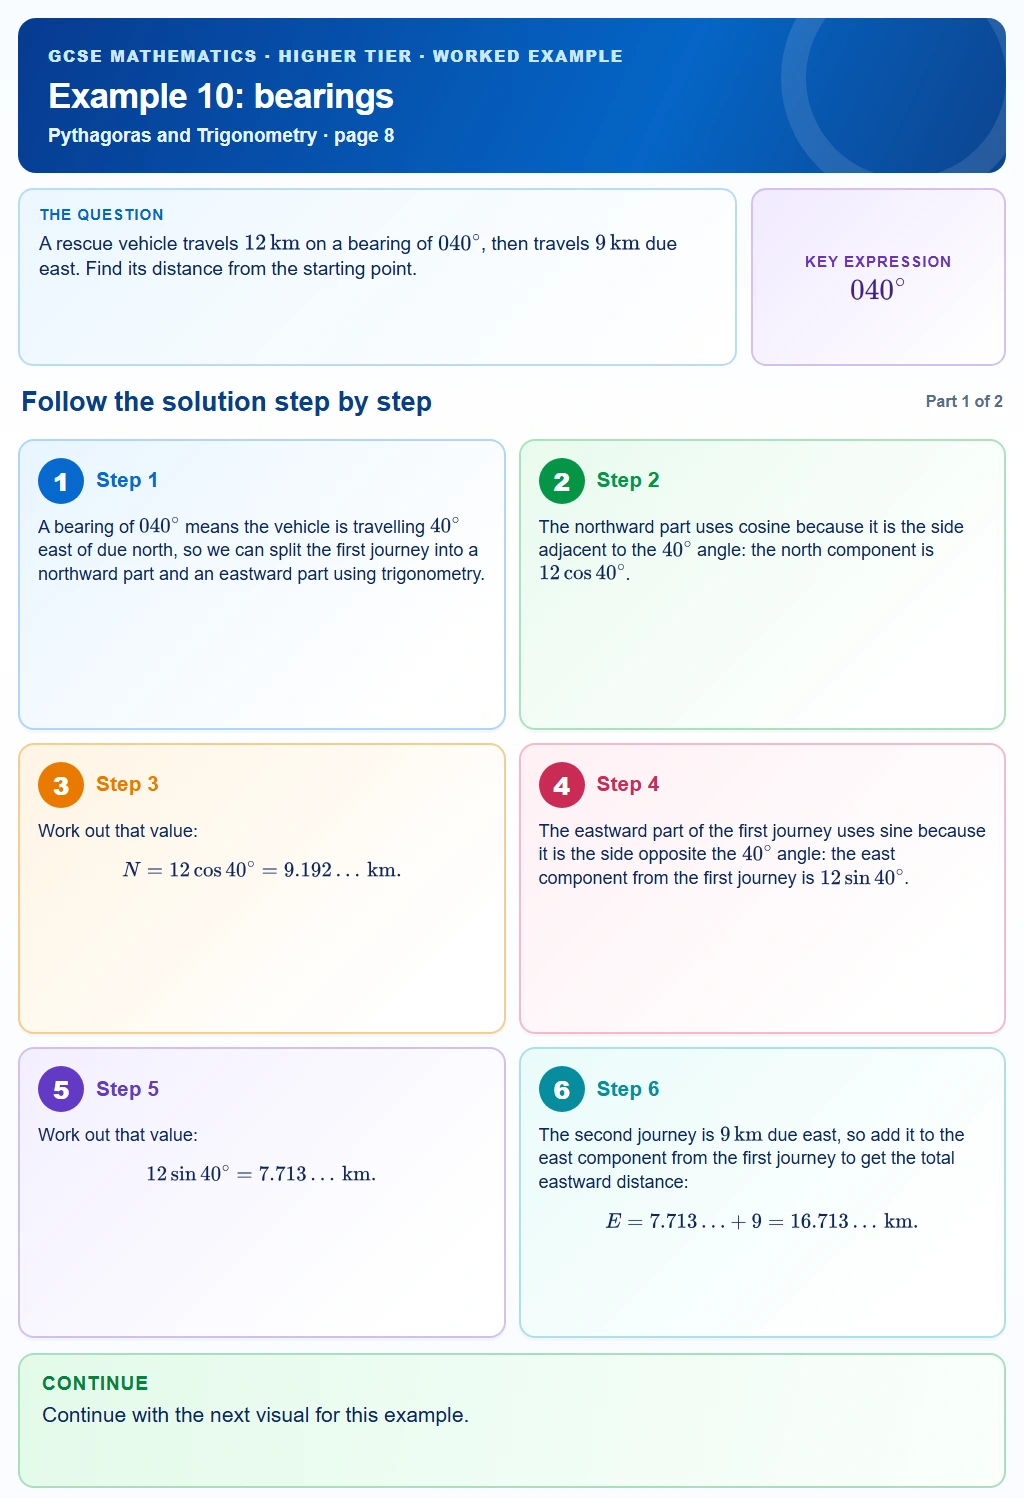 GCSE MATHEMATICS · HIGHER TIER · WORKED EXAMPLE
Example 10: bearings
Pythagoras and Trigonometry · page 8
THE QUESTION
A rescue vehicle travels 12 km on a bearing of 040°, then travels 9 km due
east. Find its distance from the starting point.
KEY EXPRESSION
040°
Follow the solution step by step
Part 1 of 2
1 Step 1
A bearing of 040° means the vehicle is travelling 40°
east of due north, so we can split the first journey into a
northward part and an eastward part using trigonometry.
2 Step 2
The northward part uses cosine because it is the side
adjacent to the 40° angle: the north component is
12 cos 40°.
3 Step 3
Work out that value:
N = 12 cos 40° = 9.192… km.
4 Step 4
The eastward part of the first journey uses sine because
it is the side opposite the 40° angle: the east
component from the first journey is 12 sin 40°.
5 Step 5
Work out that value:
12 sin 40° = 7.713… km.
6 Step 6
The second journey is 9 km due east, so add it to the
east component from the first journey to get the total
eastward distance:
E = 7.713… + 9 = 16.713… km.
CONTINUE
Continue with the next visual for this example.